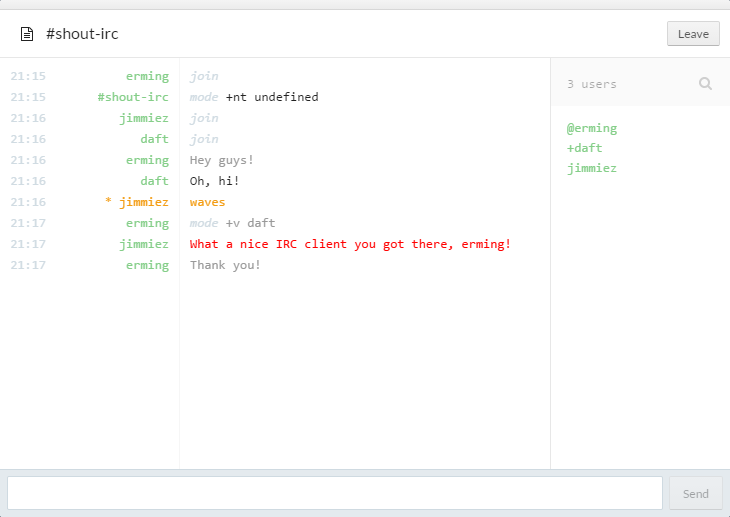 #shout-irc Leave
21:15 erming join
21:15 #shout-irc mode +nt undefined
21:16 jimmiez join
21:16 daft join
21:16 erming Hey guys!
21:16 daft Oh, hi!
21:16 * jimmiez waves
21:17 erming mode +v daft
21:17 jimmiez What a nice IRC client you got there, erming!
21:17 erming Thank you!
3 users
@erming
+daft
jimmiez
Send